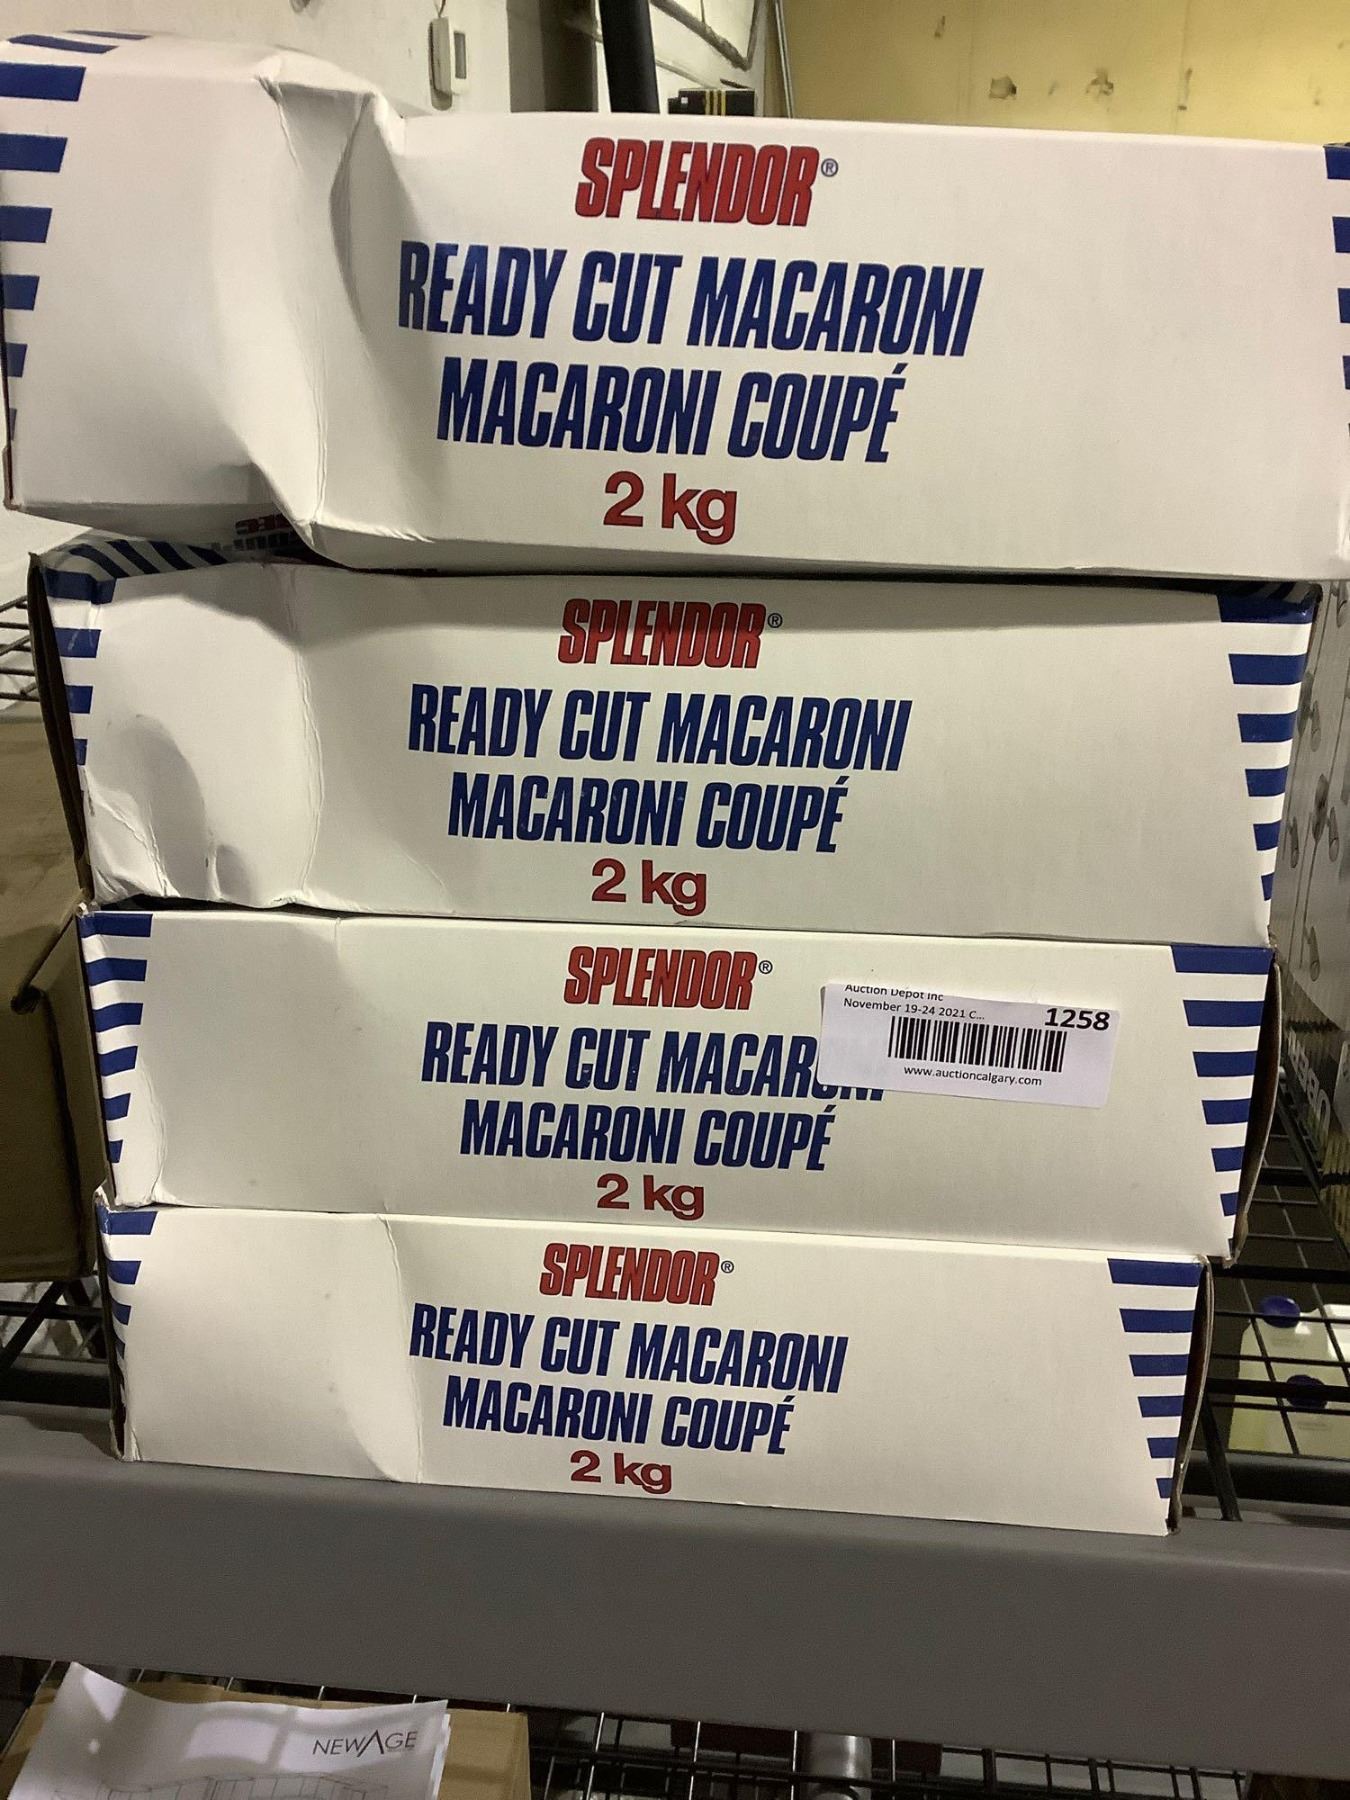 SPLENDOR®
READY CUT MACARONI
MACARONI COUPÉ
2 kg
SPLENDOR®
READY CUT MACARONI
MACARONI COUPÉ
2 kg
SPLENDOR®
READY CUT
MACARONI COUPÉ
2 kg
Auction Depot Inc
November 19-24 2021 C...
1258
www.auctioncalgary.com
SPLENDOR®
READY CUT MACARONI
MACARONI COUPÉ
2 kg
NEWAGE